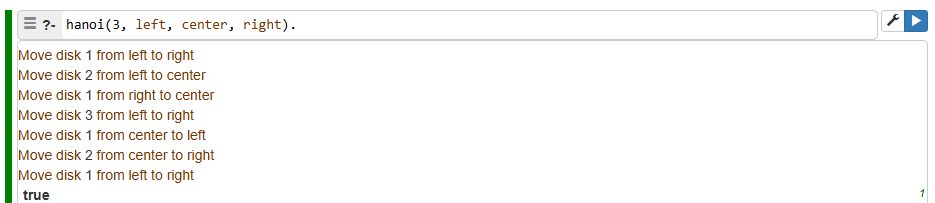 ?- hanoi(3, left, center, right).
Move disk 1 from left to right
Move disk 2 from left to center
Move disk 1 from right to center
Move disk 3 from left to right
Move disk 1 from center to left
Move disk 2 from center to right
Move disk 1 from left to right
true 1